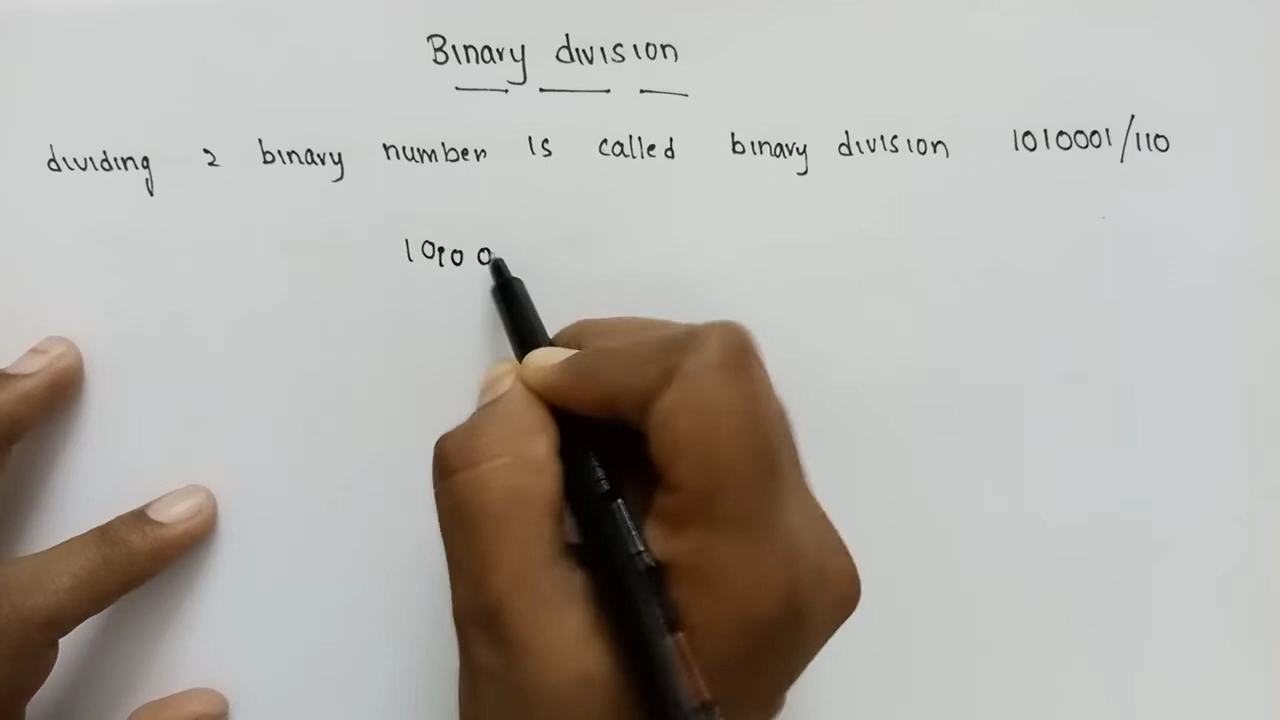 Binary division
dividing 2 binary number is called binary division 1010001/110
10100